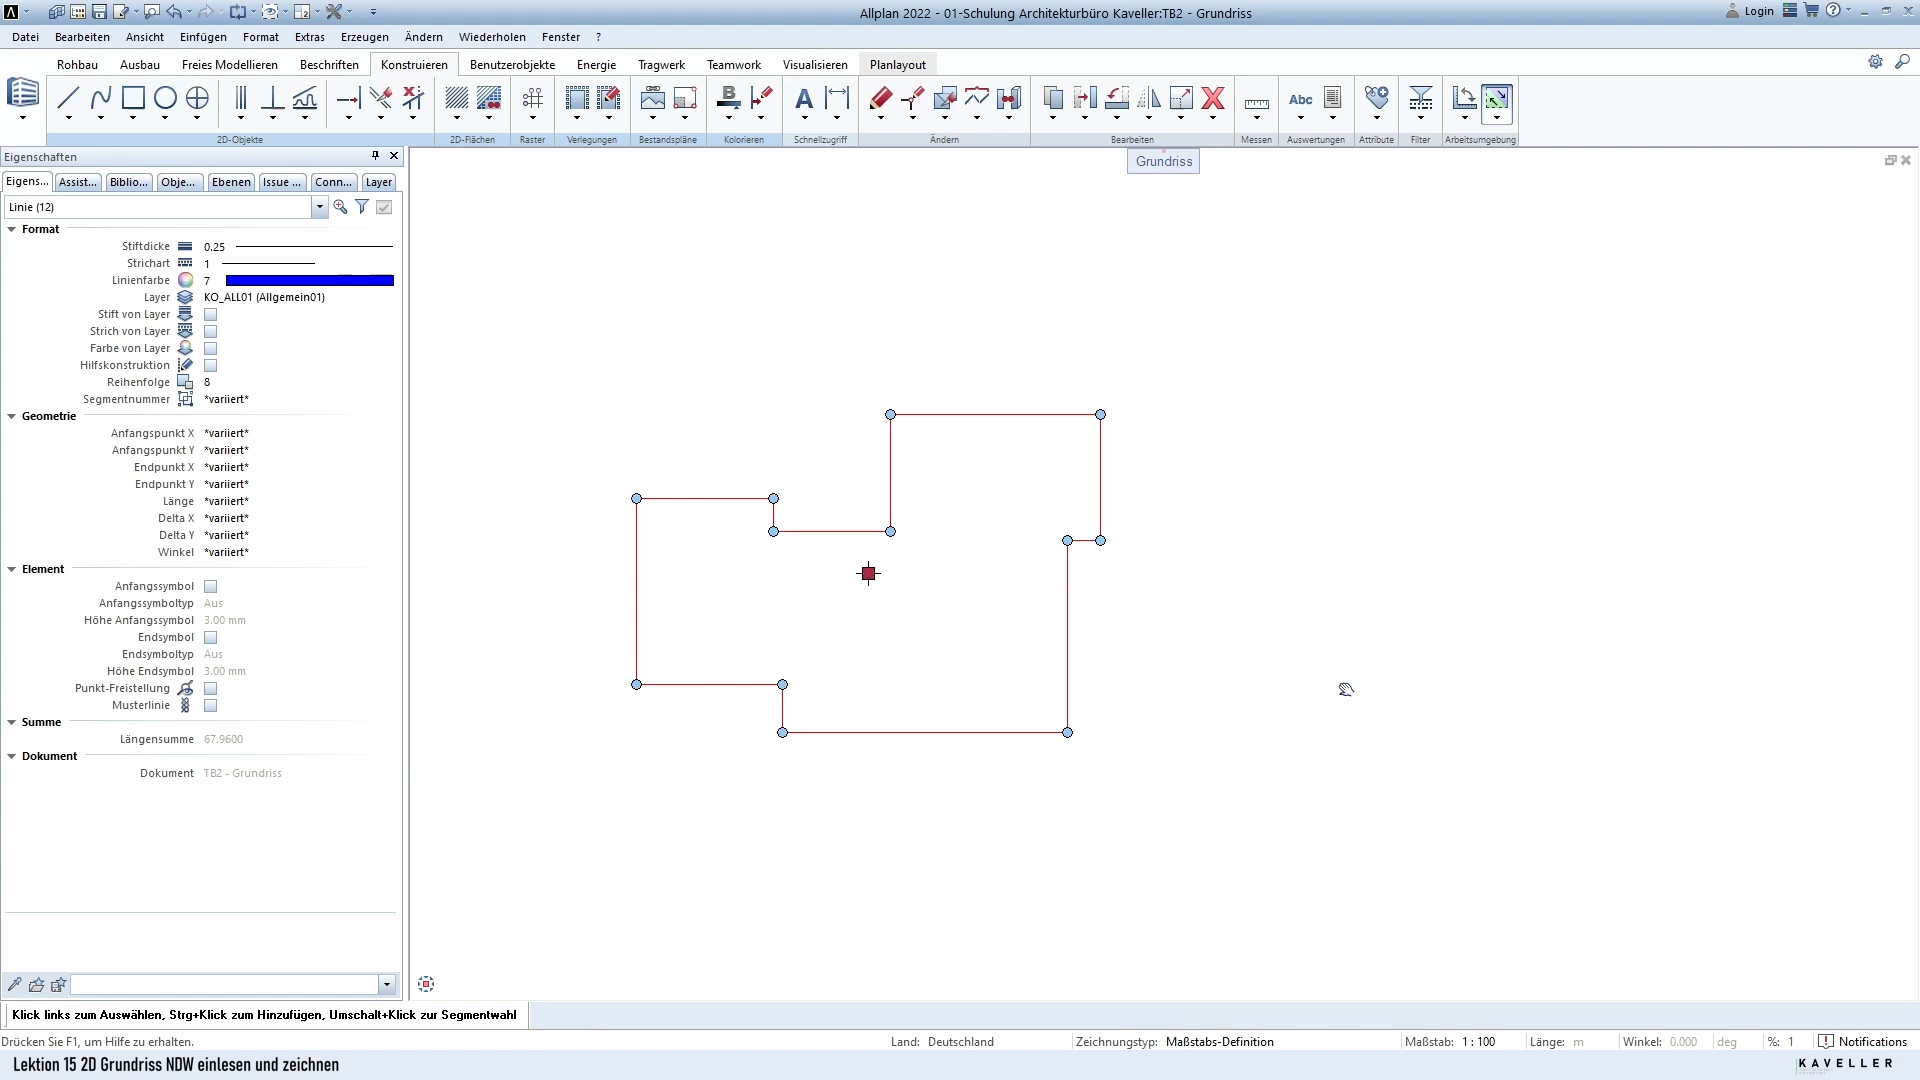 Allplan 2022 - 01-Schulung Architekturbüro Kaveller:TB2 - Grundriss
Login
Datei Bearbeiten Ansicht Einfügen Format Extras Erzeugen Ändern Wiederholen Fenster ?
Rohbau Ausbau Freies Modellieren Beschriften Konstruieren Benutzerobjekte Energie Tragwerk Teamwork Visualisieren Planlayout
B A Abc
2D-Objekte 2D-Flächen Raster Verlegungen Bestandspläne Kolorieren Schnellzugriff Ändern Bearbeiten Messen Auswertungen Attribute Filter Arbeitsumgebung
Eigenschaften
Eigens... Assist... Biblio... Obje... Ebenen Issue ... Conn... Layer
Linie (12)
Format
Stiftdicke 0.25
Strichart 1
Linienfarbe 7
Layer KO_ALL01 (Allgemein01)
Stift von Layer
Strich von Layer
Farbe von Layer
Hilfskonstruktion
Reihenfolge 8
Segmentnummer *variiert*
Geometrie
Anfangspunkt X *variiert*
Anfangspunkt Y *variiert*
Endpunkt X *variiert*
Endpunkt Y *variiert*
Länge *variiert*
Delta X *variiert*
Delta Y *variiert*
Winkel *variiert*
Element
Anfangssymbol
Anfangssymboltyp Aus
Höhe Anfangssymbol 3.00 mm
Endsymbol
Endsymboltyp Aus
Höhe Endsymbol 3.00 mm
Punkt-Freistellung
Musterlinie
Summe
Längensumme 67.9600
Dokument
Dokument TB2 - Grundriss
Grundriss
Klick links zum Auswählen, Strg+Klick zum Hinzufügen, Umschalt+Klick zur Segmentwahl
Drücken Sie F1, um Hilfe zu erhalten. Land: Deutschland Zeichnungstyp: Maßstabs-Definition Maßstab: 1 : 100 Länge: m Winkel: 0.000 deg %: 1 Notifications
Lektion 15 2D Grundriss NDW einlesen und zeichnen
KAVELLER